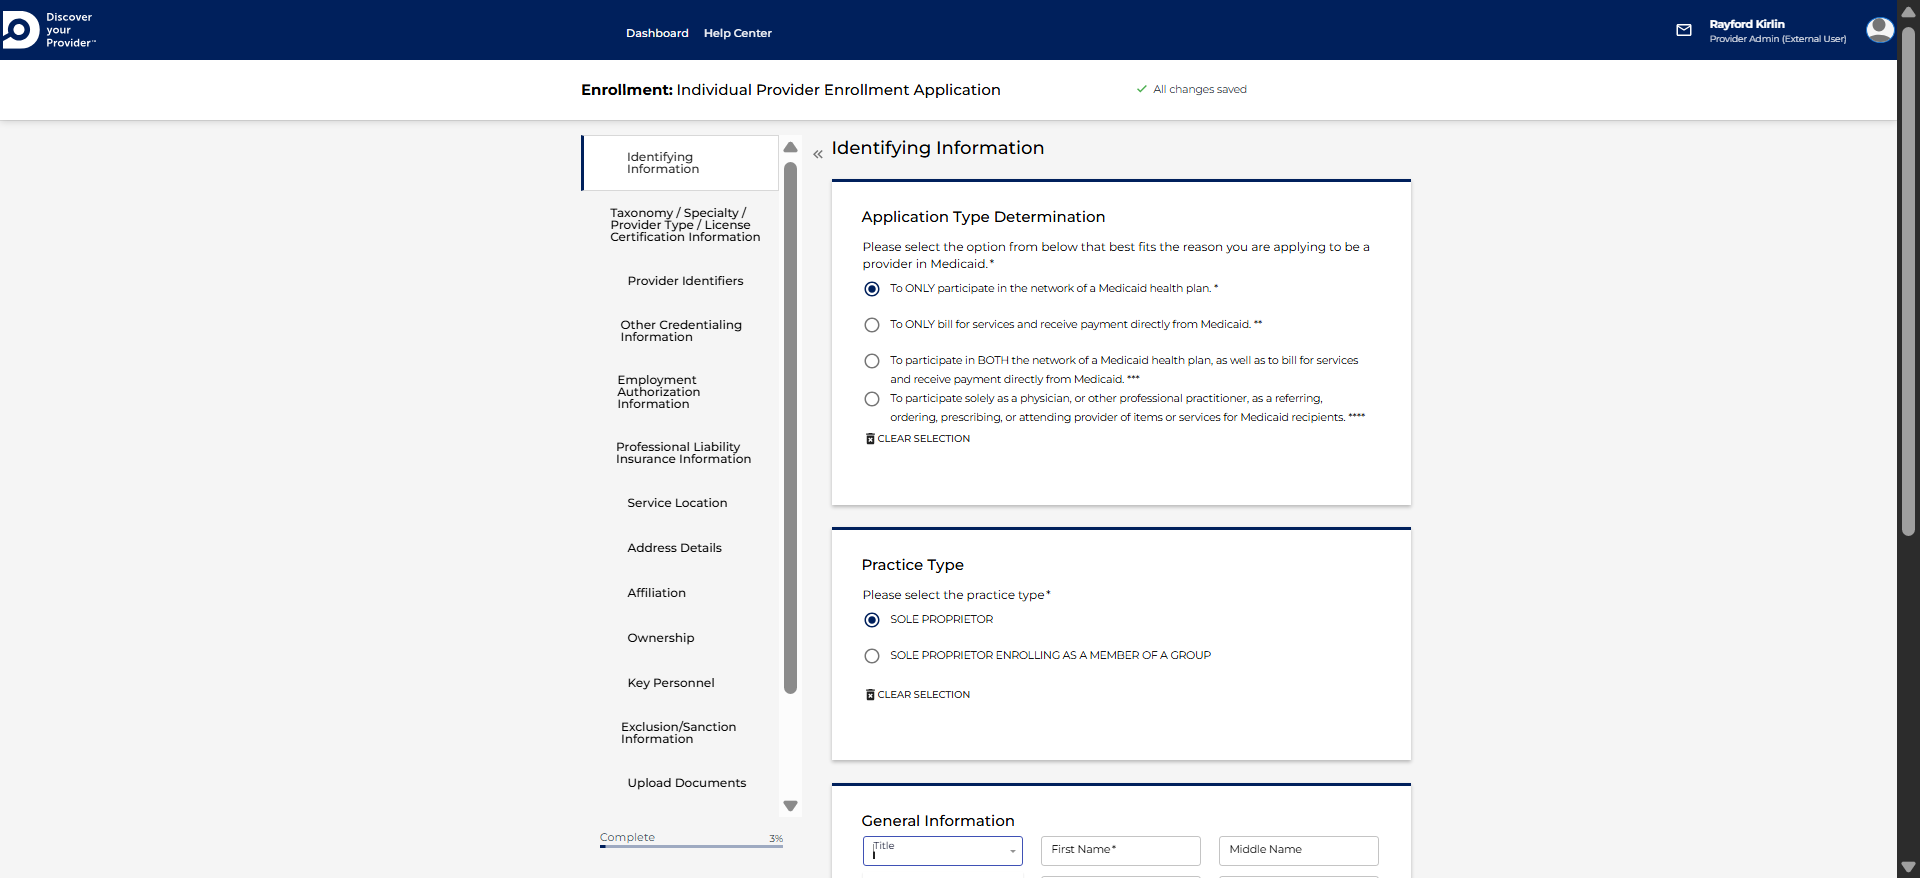 Discover
your
Provider™
Dashboard
Help Center
Rayford Kirlin
Provider Admin (External User)
Enrollment: Individual Provider Enrollment Application
All changes saved
Identifying
Information
Taxonomy / Specialty /
Provider Type / License
Certification Information
Provider Identifiers
Other Credentialing
Information
Employment
Authorization
Information
Professional Liability
Insurance Information
Service Location
Address Details
Affiliation
Ownership
Key Personnel
Exclusion/Sanction
Information
Upload Documents
Complete
3%
Identifying Information
Application Type Determination
Please select the option from below that best fits the reason you are applying to be a
provider in Medicaid.*
To ONLY participate in the network of a Medicaid health plan. *
To ONLY bill for services and receive payment directly from Medicaid. **
To participate in BOTH the network of a Medicaid health plan, as well as to bill for services
and receive payment directly from Medicaid. ***
To participate solely as a physician, or other professional practitioner, as a referring,
ordering, prescribing, or attending provider of items or services for Medicaid recipients. ****
CLEAR SELECTION
Practice Type
Please select the practice type*
SOLE PROPRIETOR
SOLE PROPRIETOR ENROLLING AS A MEMBER OF A GROUP
CLEAR SELECTION
General Information
Title
First Name*
Middle Name